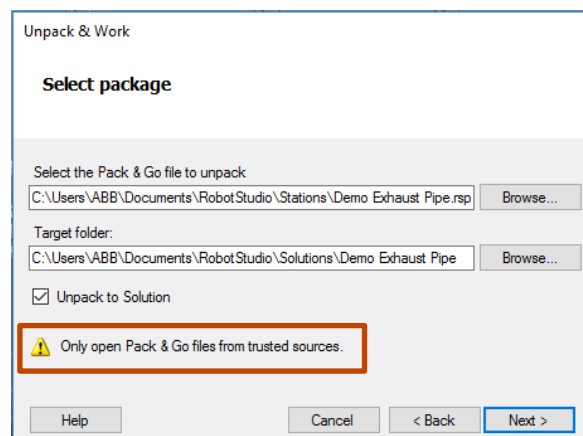 Unpack & Work
Select package
Select the Pack & Go file to unpack
C:\Users\ABB\Documents\RobotStudio\Stations\Demo Exhaust Pipe.rsp
Browse...
Target folder:
C:\Users\ABB\Documents\RobotStudio\Solutions\Demo Exhaust Pipe
Browse...
Unpack to Solution
Only open Pack & Go files from trusted sources.
Help
Cancel
< Back
Next >